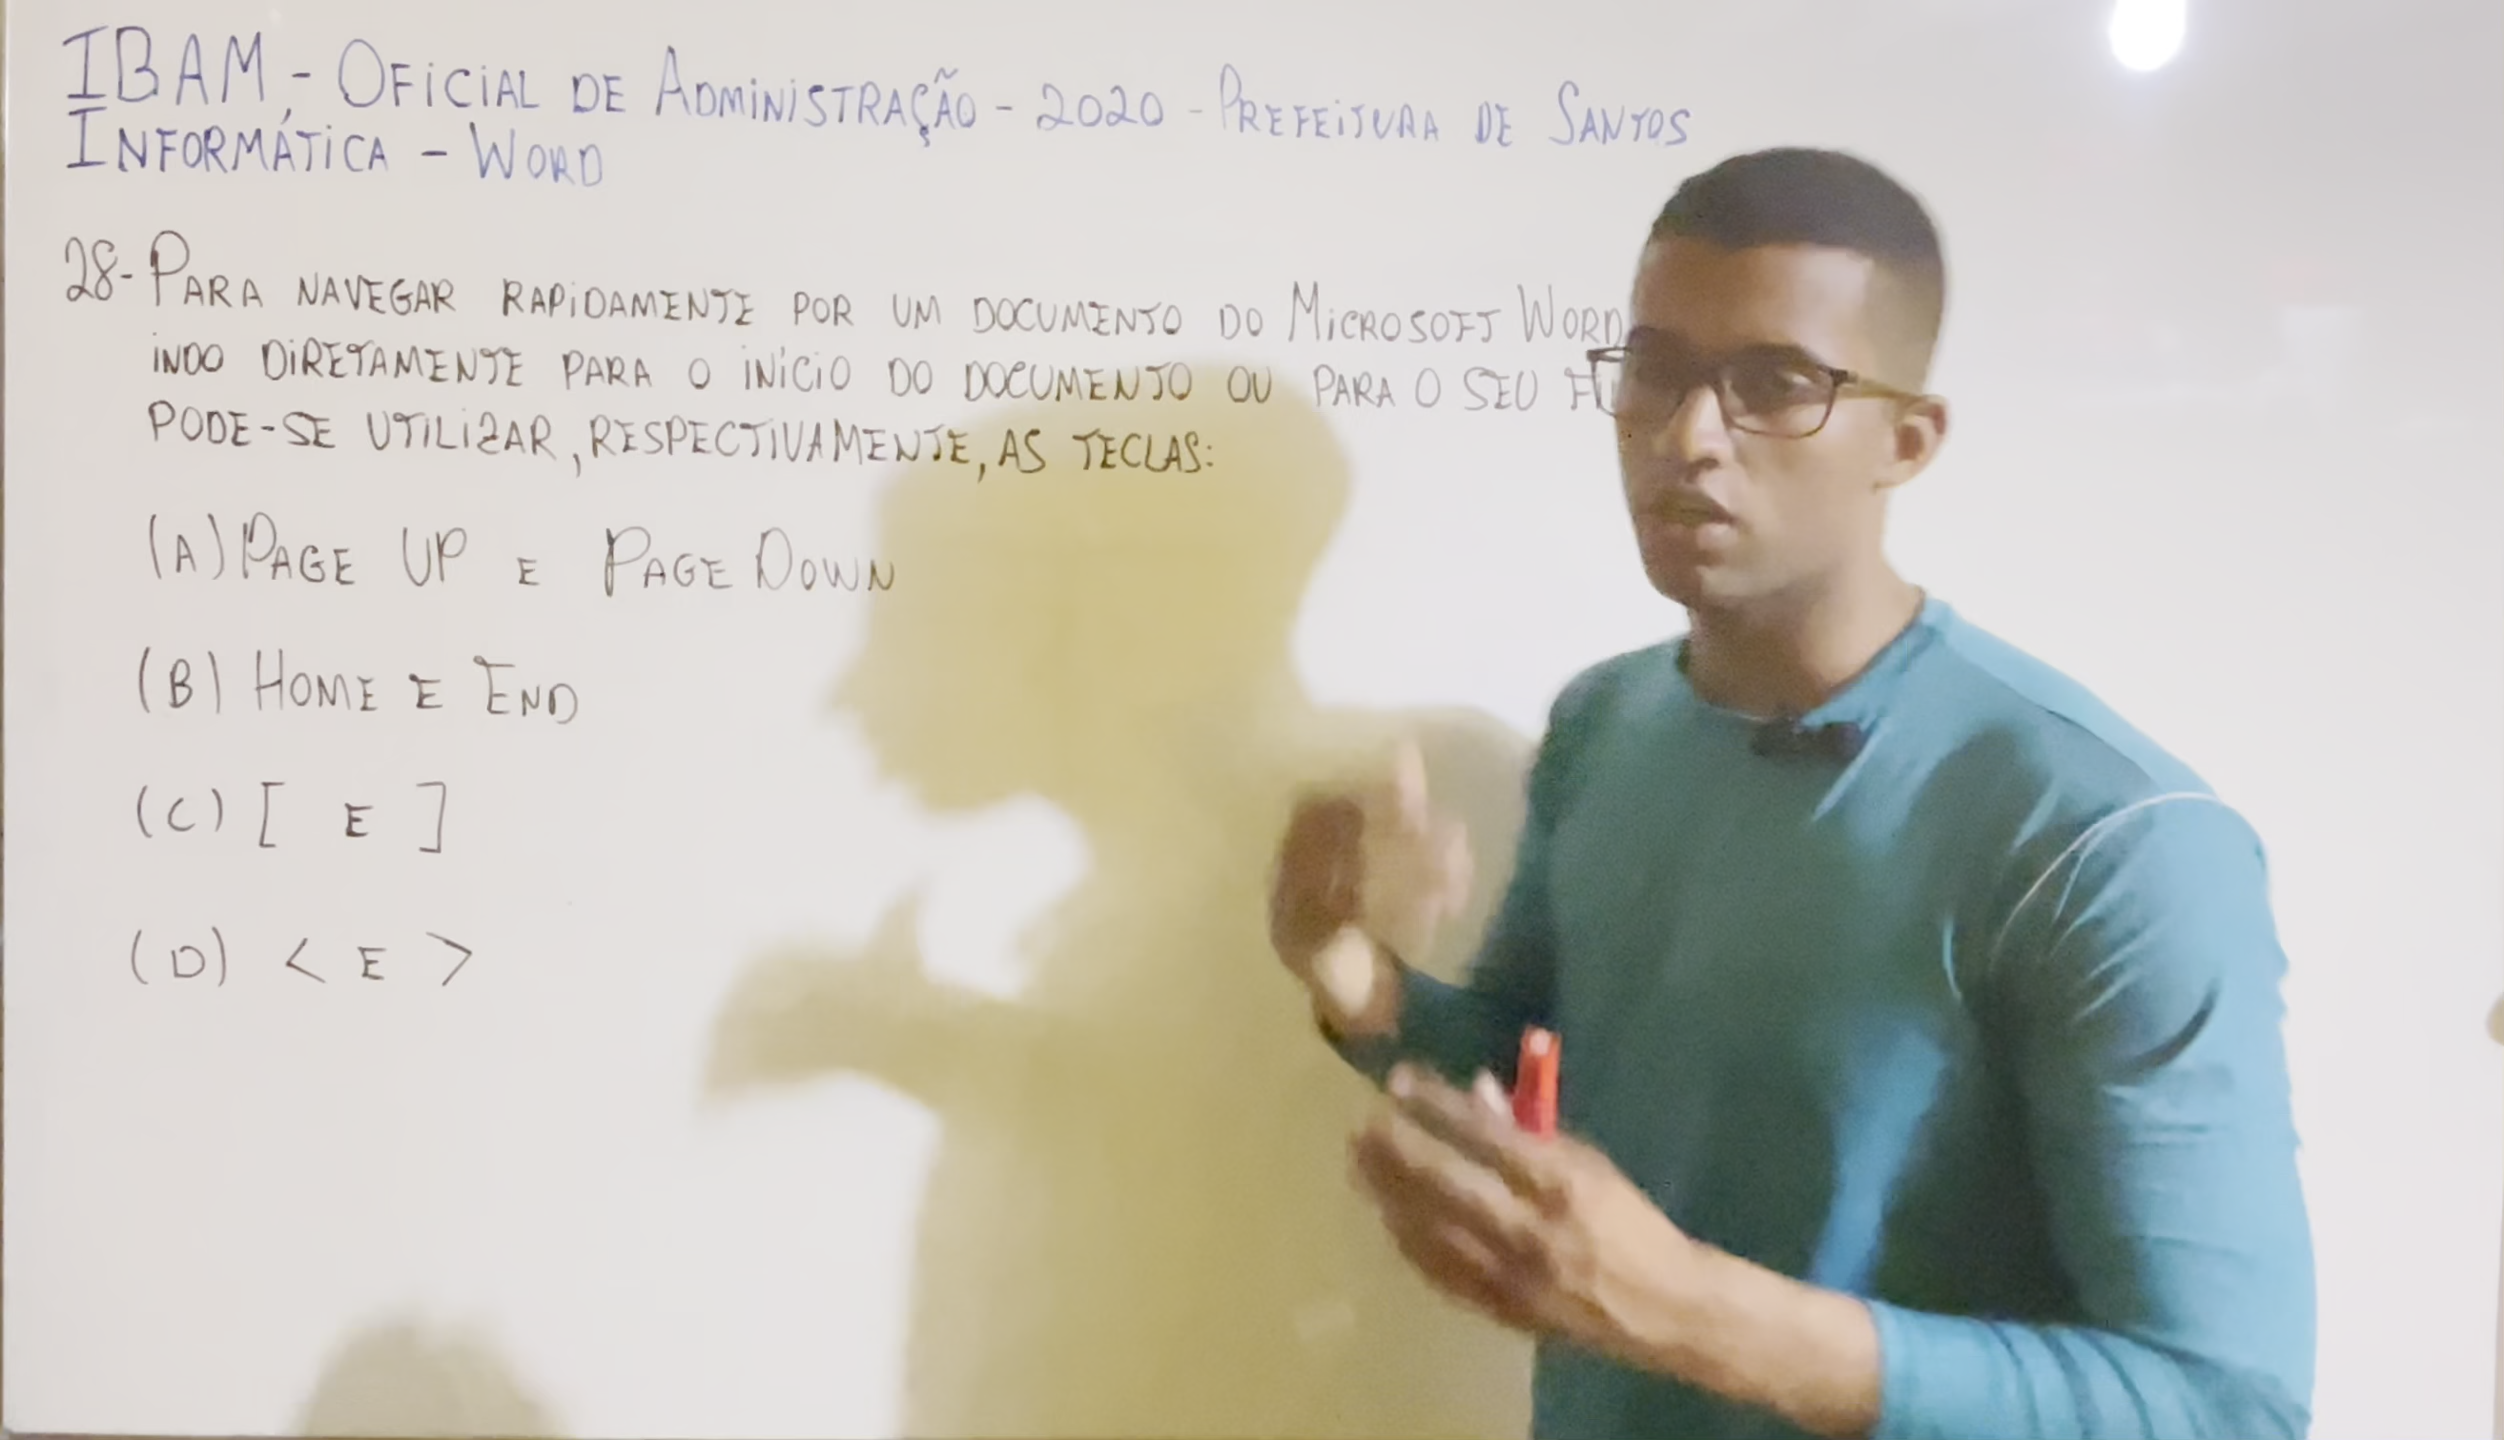 IBAM - OFICIAL DE ADMINISTRAÇÃO - 2020 - PREFEITURA DE SANTOS
INFORMÁTICA - WORD
28- PARA NAVEGAR RAPIDAMENTE POR UM DOCUMENTO DO MICROSOFT WORD
INDO DIRETAMENTE PARA O INÍCIO DO DOCUMENTO OU PARA O SEU
PODE-SE UTILIZAR, RESPECTIVAMENTE, AS TECLAS:
(A) PAGE UP E PAGE DOWN
(B) HOME E END
(C) [ E ]
(D) < E >